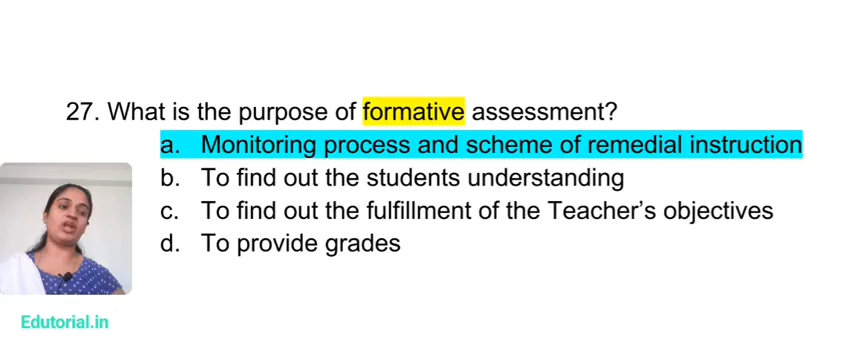 27. What is the purpose of formative assessment?
a. Monitoring process and scheme of remedial instruction
b. To find out the students understanding
c. To find out the fulfillment of the Teacher's objectives
d. To provide grades
Edutorial.in